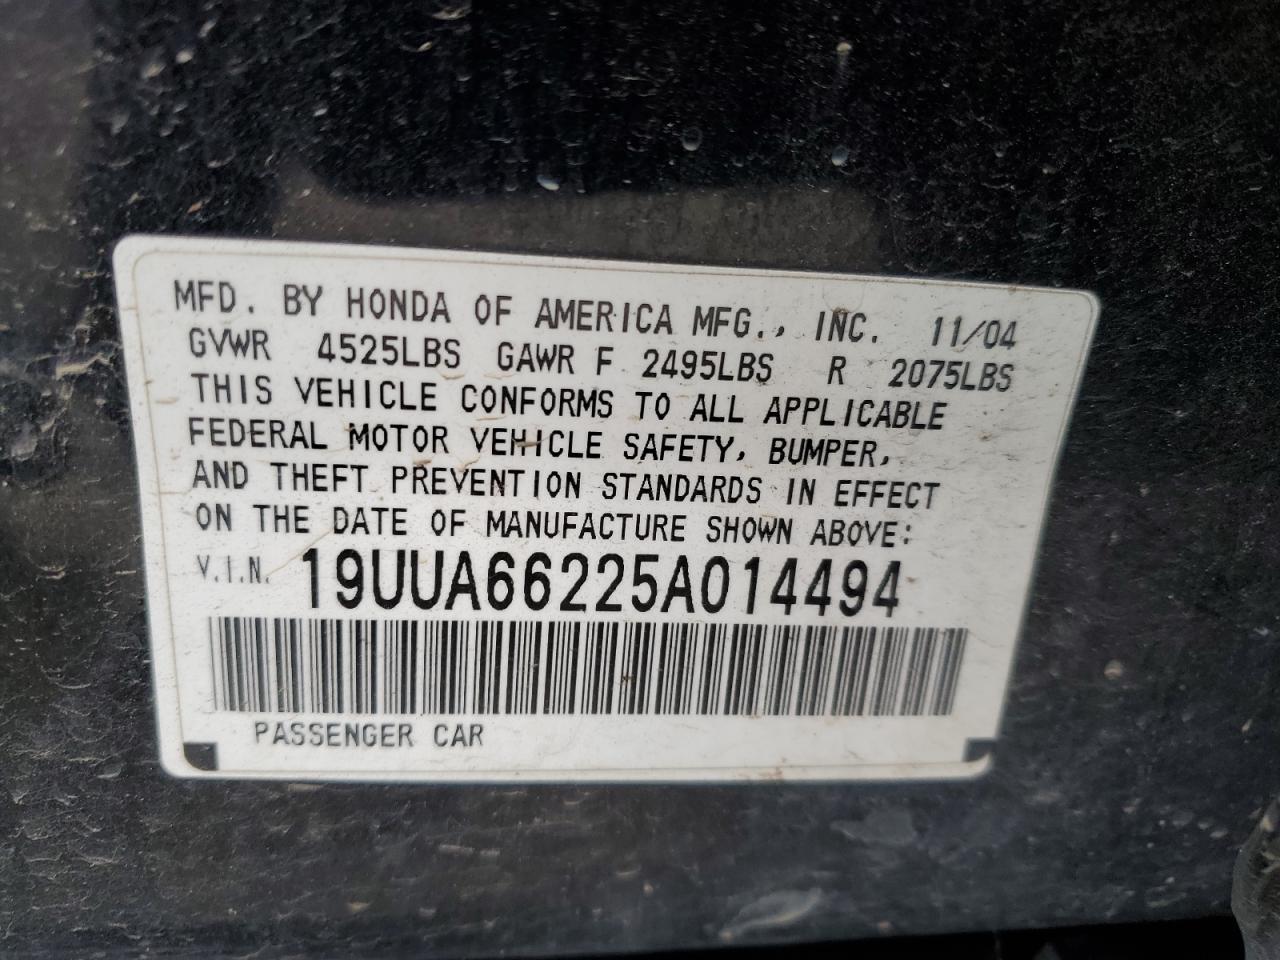 MFD. BY HONDA OF AMERICA MFG., INC. 11/04
GVWR 4525LBS GAWR F 2495LBS R 2075LBS
THIS VEHICLE CONFORMS TO ALL APPLICABLE
FEDERAL MOTOR VEHICLE SAFETY, BUMPER,
AND THEFT PREVENTION STANDARDS IN EFFECT
ON THE DATE OF MANUFACTURE SHOWN ABOVE:
V.I.N. 19UUA66225A014494
PASSENGER CAR